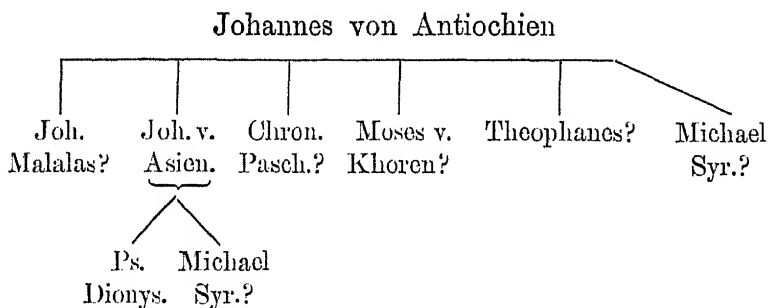 Johannes von Antiochien
Joh. Joh. v. Chron. Moses v. Theophanes? Michael
Malalas? Asien. Pasch.? Khoren? Syr.?
Ps. Michael
Dionys. Syr.?